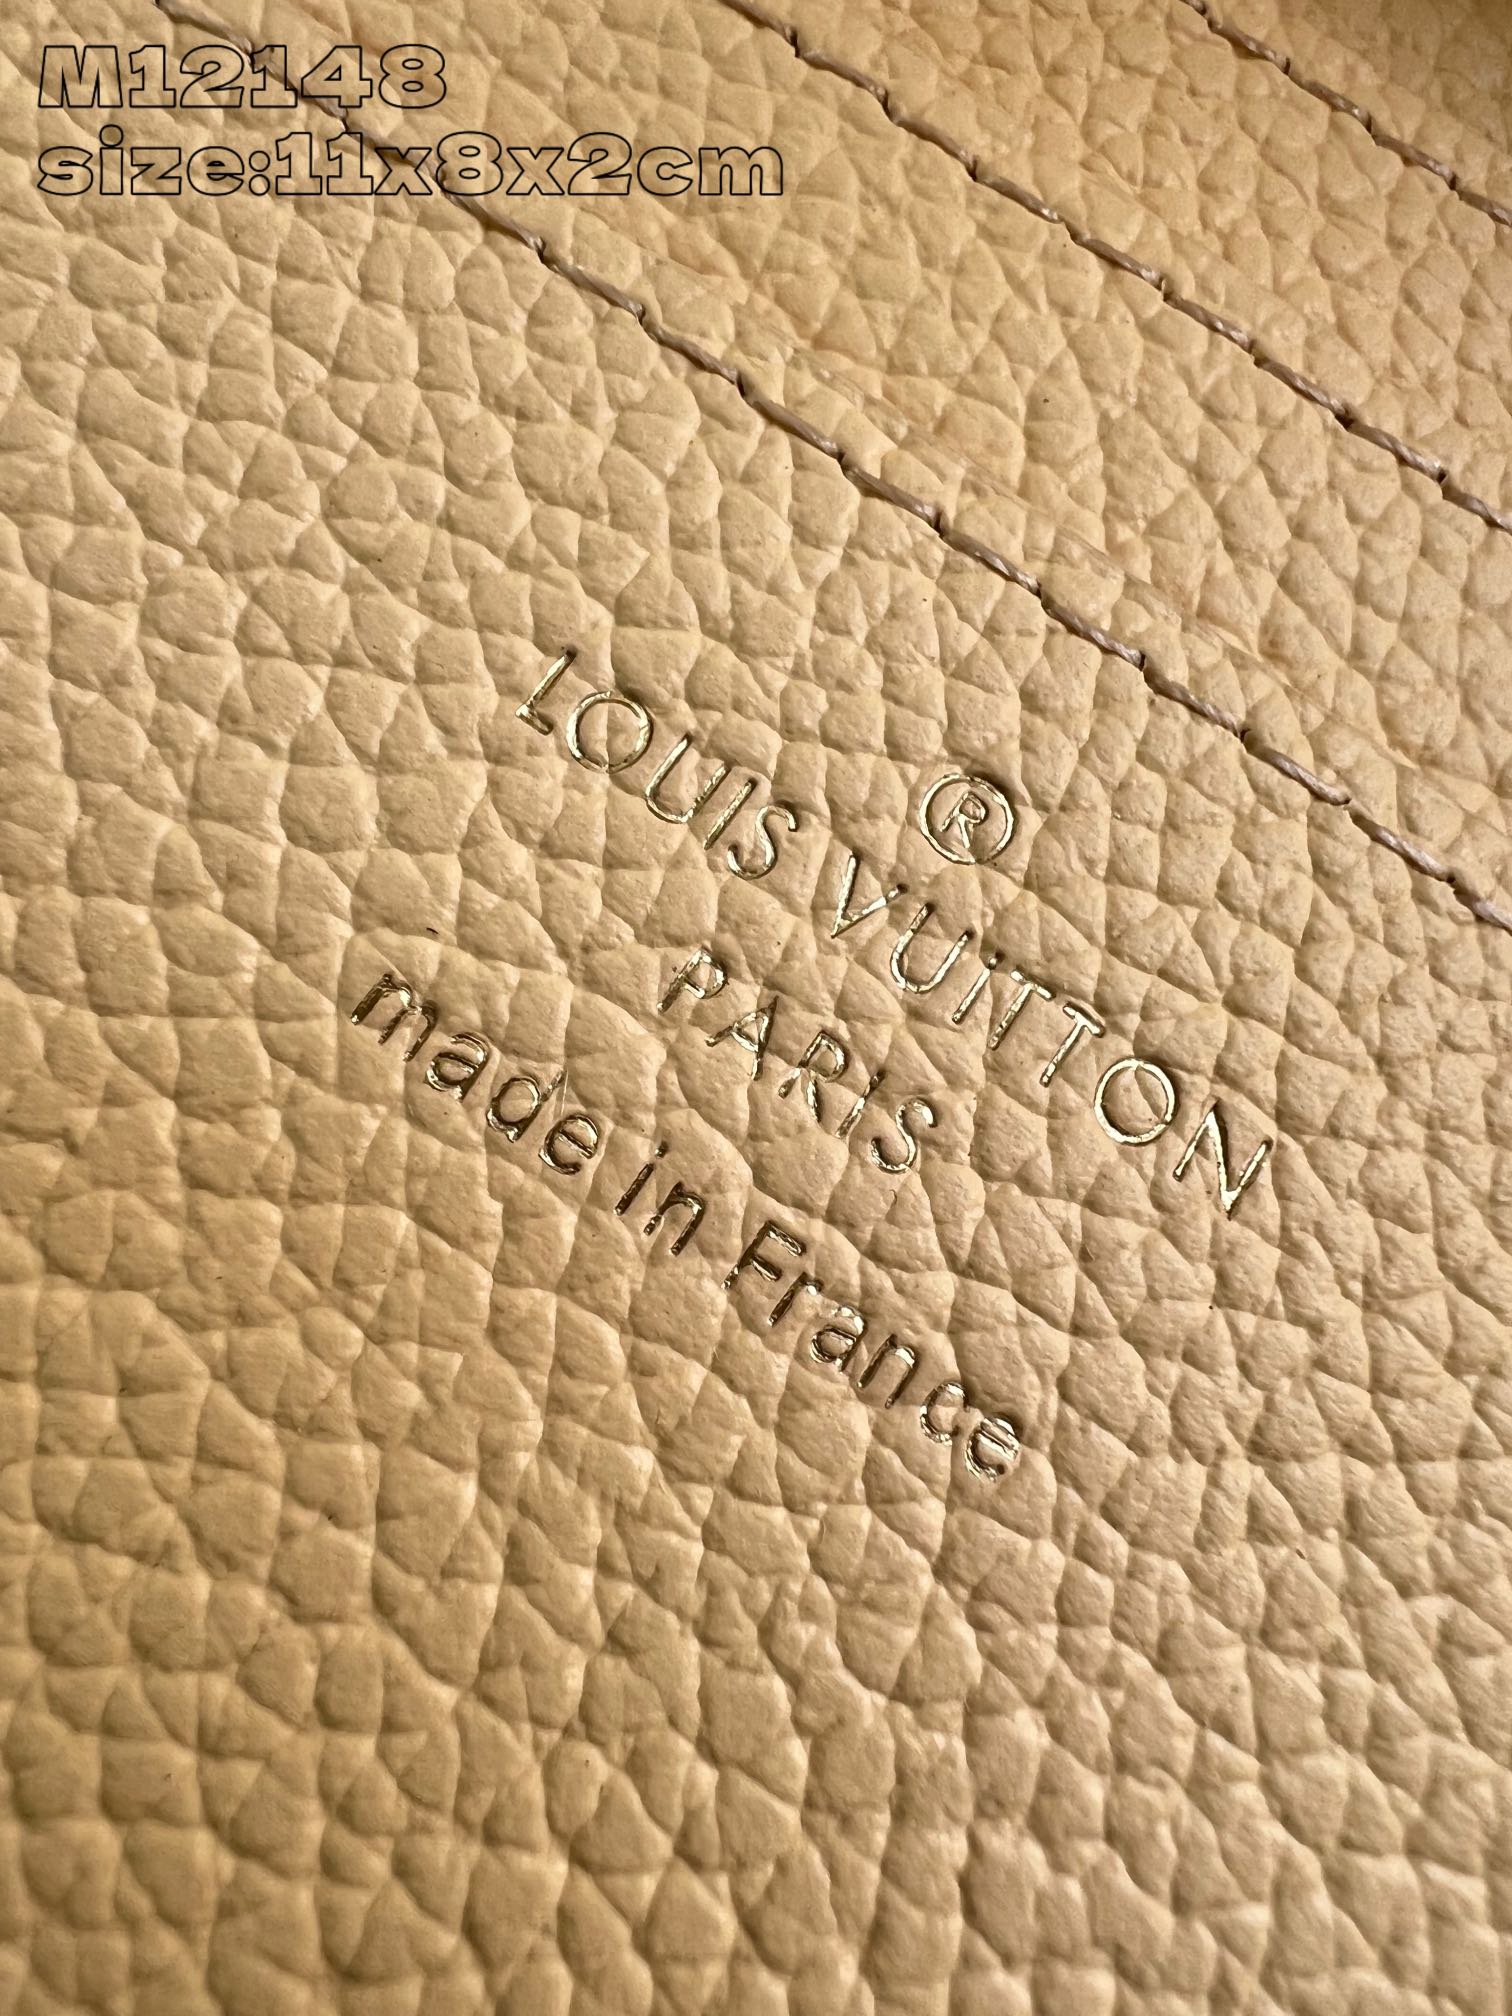 M12148
size:11x8x2cm
®
LOUIS VUITTON
PARIS
made in France